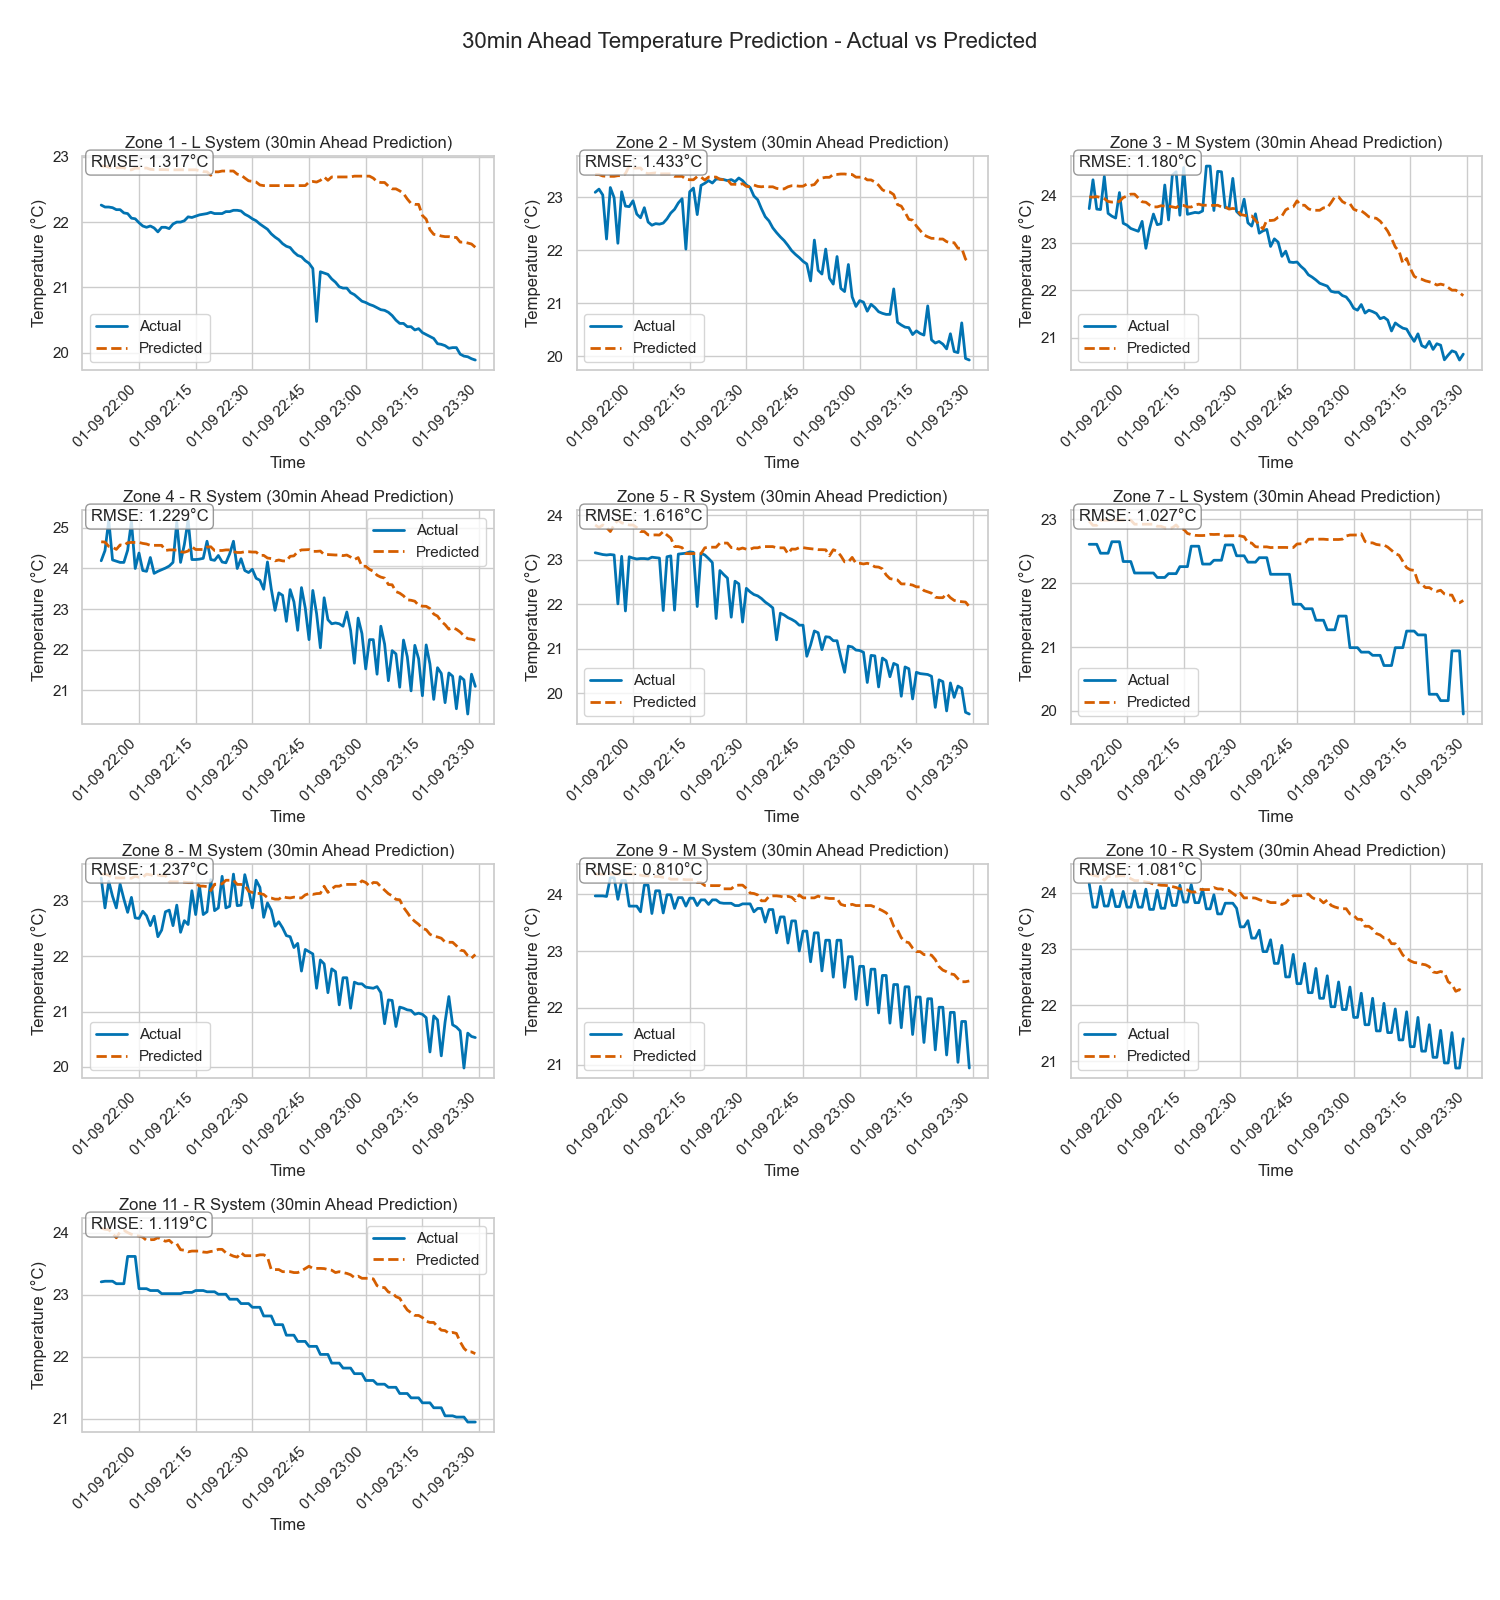 30min Ahead Temperature Prediction - Actual vs Predicted
Zone 1 - L System (30min Ahead Prediction)
RMSE: 1.317°C
23
22
21
20
Temperature (°C)
Actual
Predicted
01-09 22:00
01-09 22:15
01-09 22:30
01-09 22:45
01-09 23:00
01-09 23:15
01-09 23:30
Time
Zone 2 - M System (30min Ahead Prediction)
RMSE: 1.433°C
23
22
21
20
Temperature (°C)
Actual
Predicted
01-09 22:00
01-09 22:15
01-09 22:30
01-09 22:45
01-09 23:00
01-09 23:15
01-09 23:30
Time
Zone 3 - M System (30min Ahead Prediction)
RMSE: 1.180°C
24
23
22
21
Temperature (°C)
Actual
Predicted
01-09 22:00
01-09 22:15
01-09 22:30
01-09 22:45
01-09 23:00
01-09 23:15
01-09 23:30
Time
Zone 4 - R System (30min Ahead Prediction)
RMSE: 1.229°C
25
24
23
22
21
Temperature (°C)
Actual
Predicted
01-09 22:00
01-09 22:15
01-09 22:30
01-09 22:45
01-09 23:00
01-09 23:15
01-09 23:30
Time
Zone 5 - R System (30min Ahead Prediction)
RMSE: 1.616°C
24
23
22
21
20
Temperature (°C)
Actual
Predicted
01-09 22:00
01-09 22:15
01-09 22:30
01-09 22:45
01-09 23:00
01-09 23:15
01-09 23:30
Time
Zone 7 - L System (30min Ahead Prediction)
RMSE: 1.027°C
23
22
21
20
Temperature (°C)
Actual
Predicted
01-09 22:00
01-09 22:15
01-09 22:30
01-09 22:45
01-09 23:00
01-09 23:15
01-09 23:30
Time
Zone 8 - M System (30min Ahead Prediction)
RMSE: 1.237°C
23
22
21
20
Temperature (°C)
Actual
Predicted
01-09 22:00
01-09 22:15
01-09 22:30
01-09 22:45
01-09 23:00
01-09 23:15
01-09 23:30
Time
Zone 9 - M System (30min Ahead Prediction)
RMSE: 0.810°C
24
23
22
21
Temperature (°C)
Actual
Predicted
01-09 22:00
01-09 22:15
01-09 22:30
01-09 22:45
01-09 23:00
01-09 23:15
01-09 23:30
Time
Zone 10 - R System (30min Ahead Prediction)
RMSE: 1.081°C
24
23
22
21
Temperature (°C)
Actual
Predicted
01-09 22:00
01-09 22:15
01-09 22:30
01-09 22:45
01-09 23:00
01-09 23:15
01-09 23:30
Time
Zone 11 - R System (30min Ahead Prediction)
RMSE: 1.119°C
24
23
22
21
Temperature (°C)
Actual
Predicted
01-09 22:00
01-09 22:15
01-09 22:30
01-09 22:45
01-09 23:00
01-09 23:15
01-09 23:30
Time